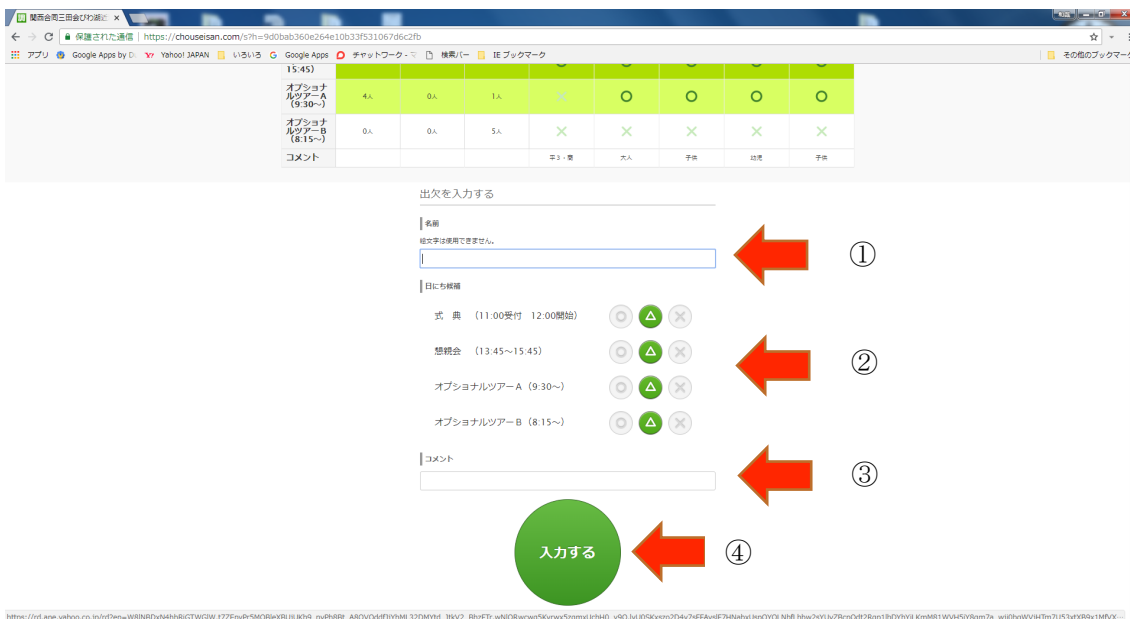 関西合同三田会びわ湖近
保護された通信 https://chouseisan.com/s?h=9d0bab360e264e10b33f531067d6c2fb
アプリ Google Apps by Do Yahoo! JAPAN いろいろ Google Apps チャットワーク 検索バー IE ブックマーク その他のブックマーク
15:45)
オプショナルツアーA (9:30~) 4人 0人 1人 × ○ ○ ○ ○
オプショナルツアーB (8:15~) 0人 0人 5人 × × × × ×
コメント 平3・商 大人 子供 幼児 子供
出欠を入力する
名前
絵文字は使用できません。
①
日にち候補
式 典 (11:00受付 12:00開始) ○ △ ×
懇親会 (13:45~15:45) ○ △ ×
②
オプショナルツアーA (9:30~) ○ △ ×
オプショナルツアーB (8:15~) ○ △ ×
コメント
③
入力する ④